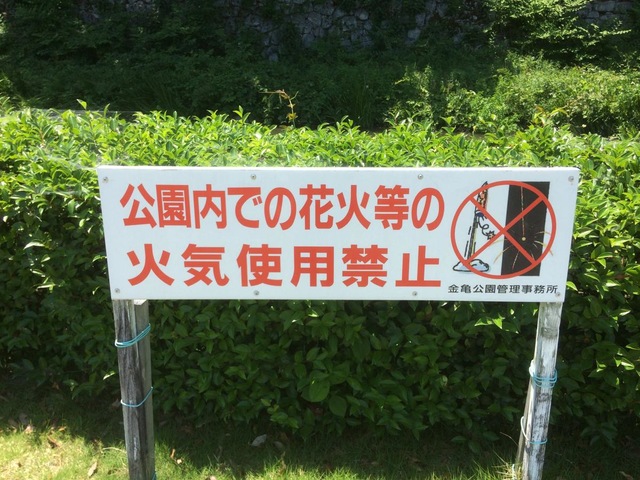 公園内での花火等の
火気使用禁止
金亀公園管理事務所